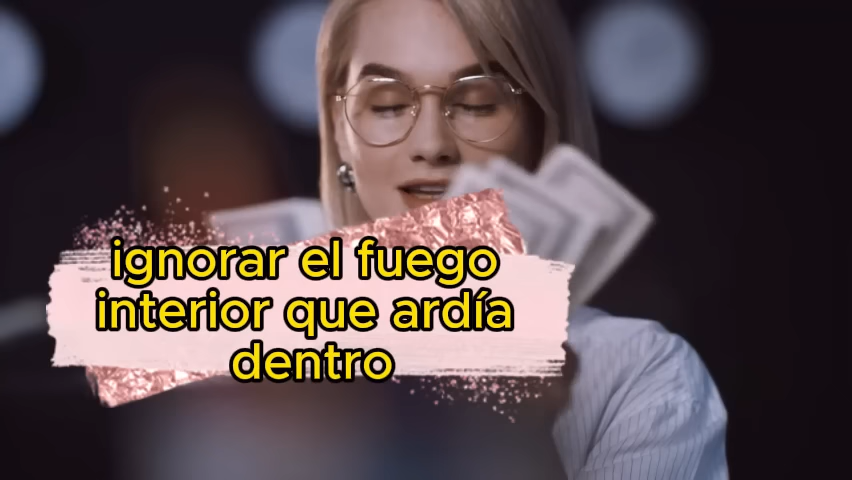 ignorar el fuego
interior que ardía
dentro